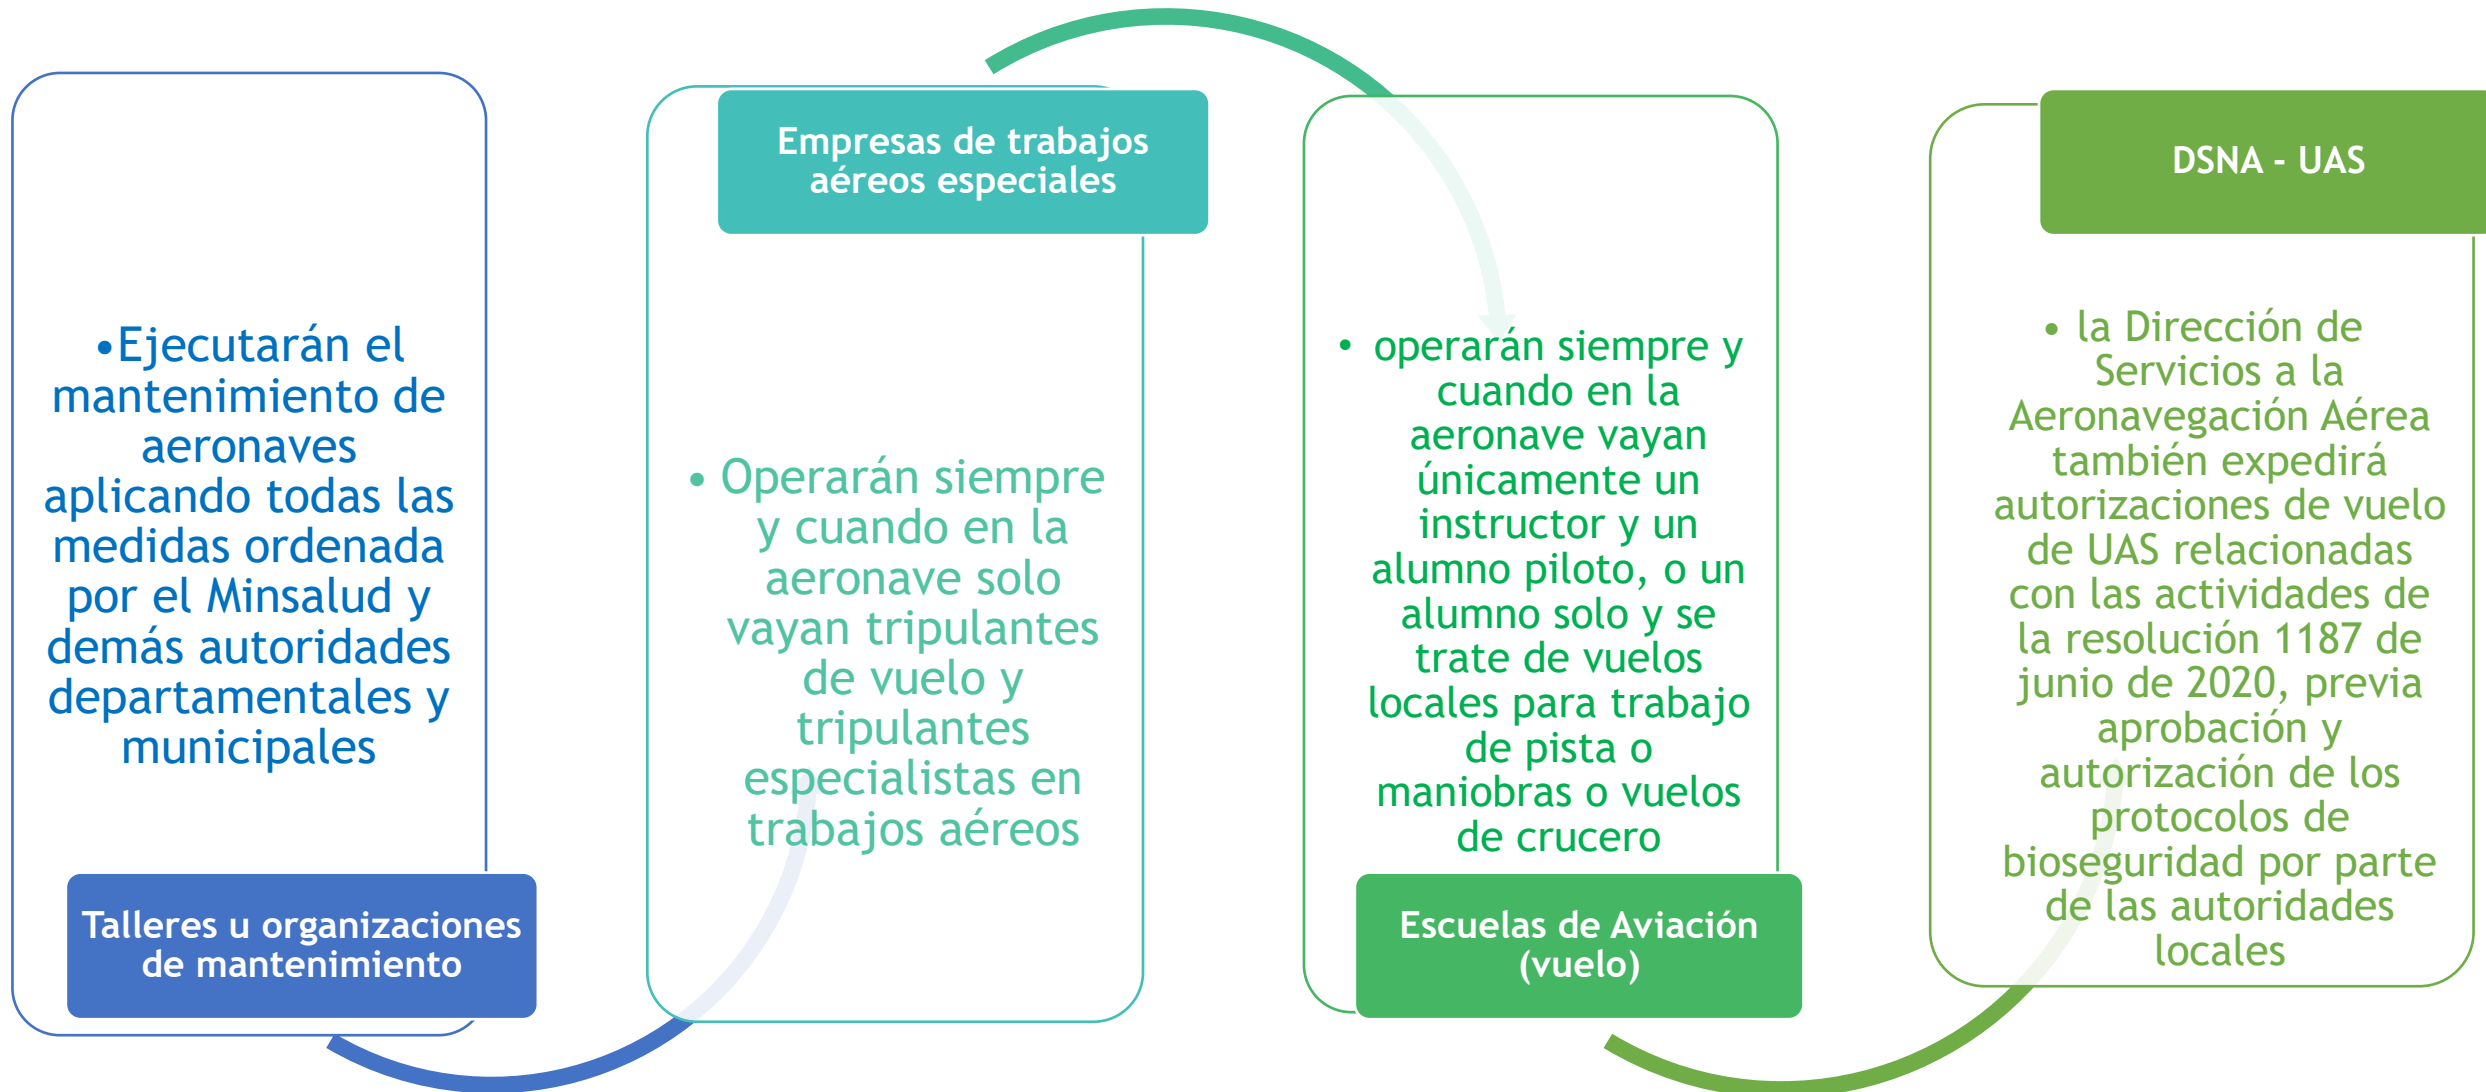 •Ejecutarán el
mantenimiento de
aeronaves
aplicando todas las
medidas ordenada
por el Minsalud y
demás autoridades
departamentales y
municipales
Talleres u organizaciones
de mantenimiento
Empresas de trabajos
aéreos especiales
• Operarán siempre
y cuando en la
aeronave solo
vayan tripulantes
de vuelo y
tripulantes
especialistas en
trabajos aéreos
• operarán siempre y
cuando en la
aeronave vayan
únicamente un
instructor y un
alumno piloto, o un
alumno solo y se
trate de vuelos
locales para trabajo
de pista o
maniobras o vuelos
de crucero
Escuelas de Aviación
(vuelo)
DSNA - UAS
• la Dirección de
Servicios a la
Aeronavegación Aérea
también expedirá
autorizaciones de vuelo
de UAS relacionadas
con las actividades de
la resolución 1187 de
junio de 2020, previa
aprobación y
autorización de los
protocolos de
bioseguridad por parte
de las autoridades
locales